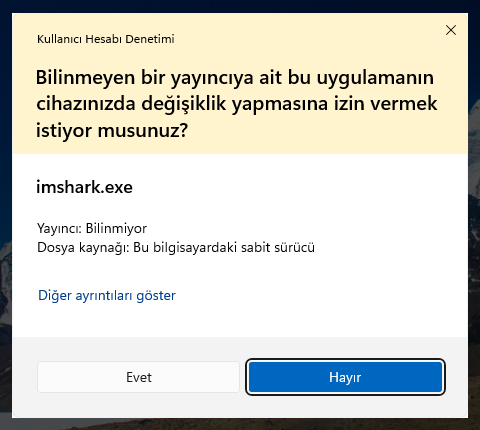 Kullanıcı Hesabı Denetimi
Bilinmeyen bir yayıncıya ait bu uygulamanın
cihazınızda değişiklik yapmasına izin vermek
istiyor musunuz?
imshark.exe
Yayıncı: Bilinmiyor
Dosya kaynağı: Bu bilgisayardaki sabit sürücü
Diğer ayrıntıları göster
Evet
Hayır